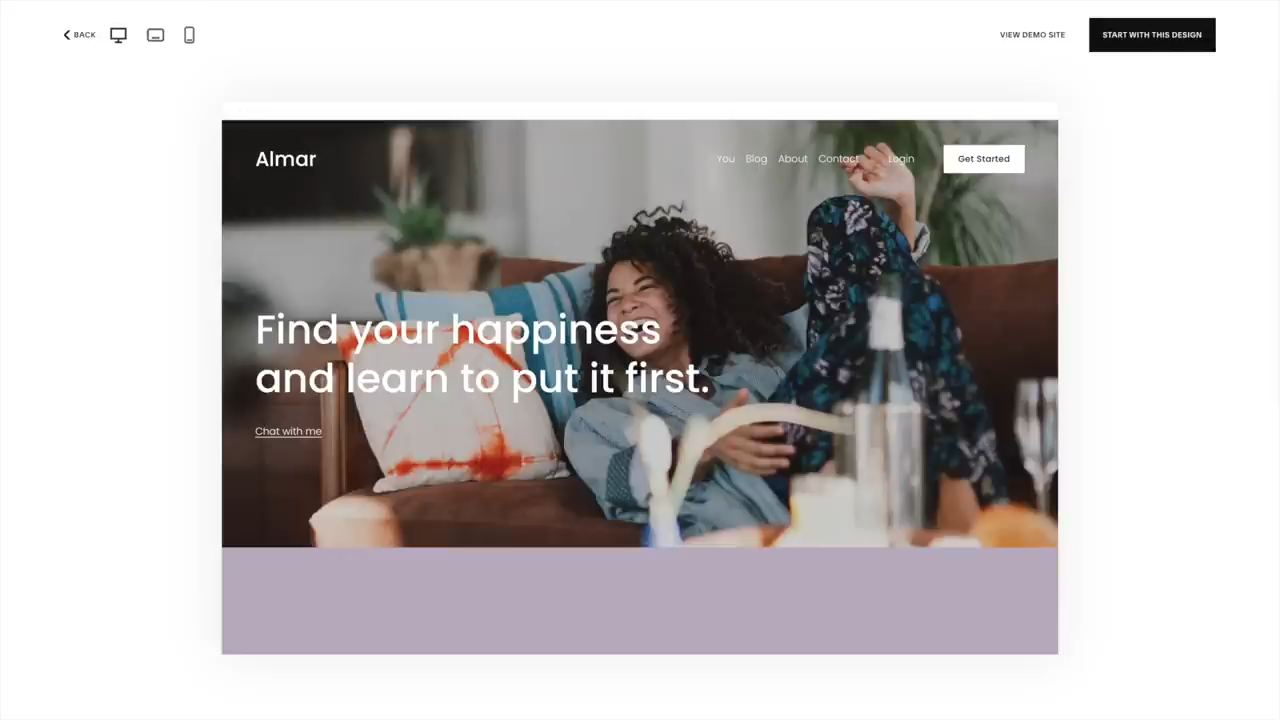 BACK
VIEW DEMO SITE
START WITH THIS DESIGN
Almar
You Blog About Contact Login
Get Started
Find your happiness
and learn to put it first.
Chat with me